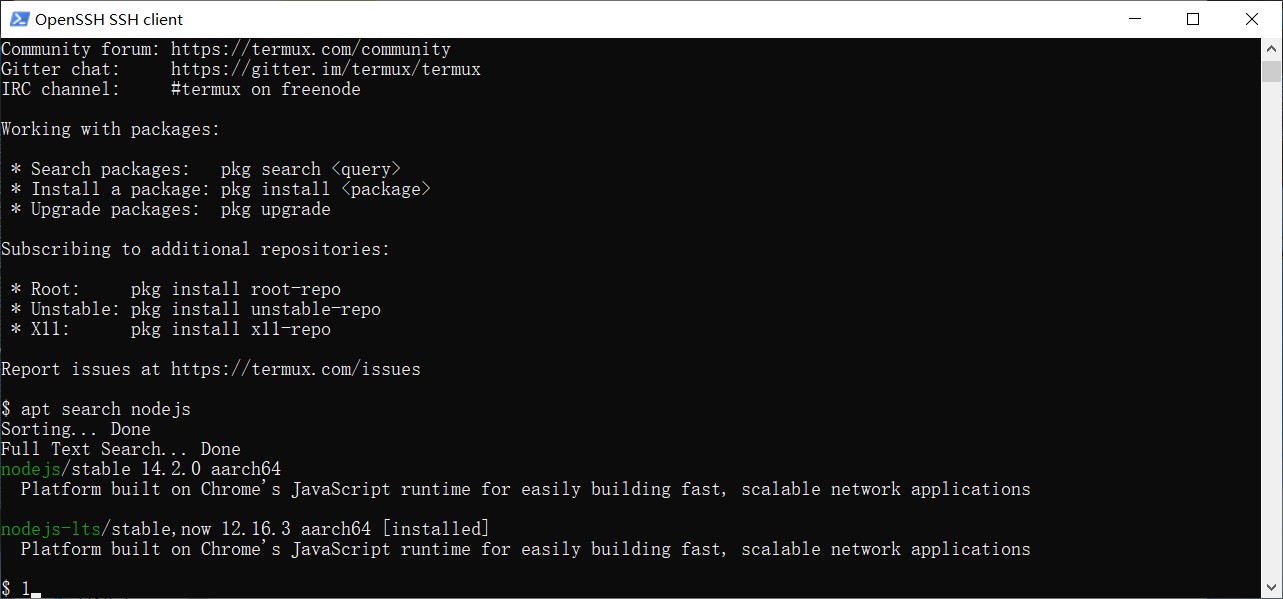 OpenSSH SSH client
Community forum: https://termux.com/community
Gitter chat:     https://gitter.im/termux/termux
IRC channel:     #termux on freenode
Working with packages:
 * Search packages:   pkg search <query>
 * Install a package: pkg install <package>
 * Upgrade packages:  pkg upgrade
Subscribing to additional repositories:
 * Root:     pkg install root-repo
 * Unstable: pkg install unstable-repo
 * X11:      pkg install x11-repo
Report issues at https://termux.com/issues
$ apt search nodejs
Sorting... Done
Full Text Search... Done
nodejs/stable 14.2.0 aarch64
  Platform built on Chrome's JavaScript runtime for easily building fast, scalable network applications
nodejs-lts/stable,now 12.16.3 aarch64 [installed]
  Platform built on Chrome's JavaScript runtime for easily building fast, scalable network applications
$ l